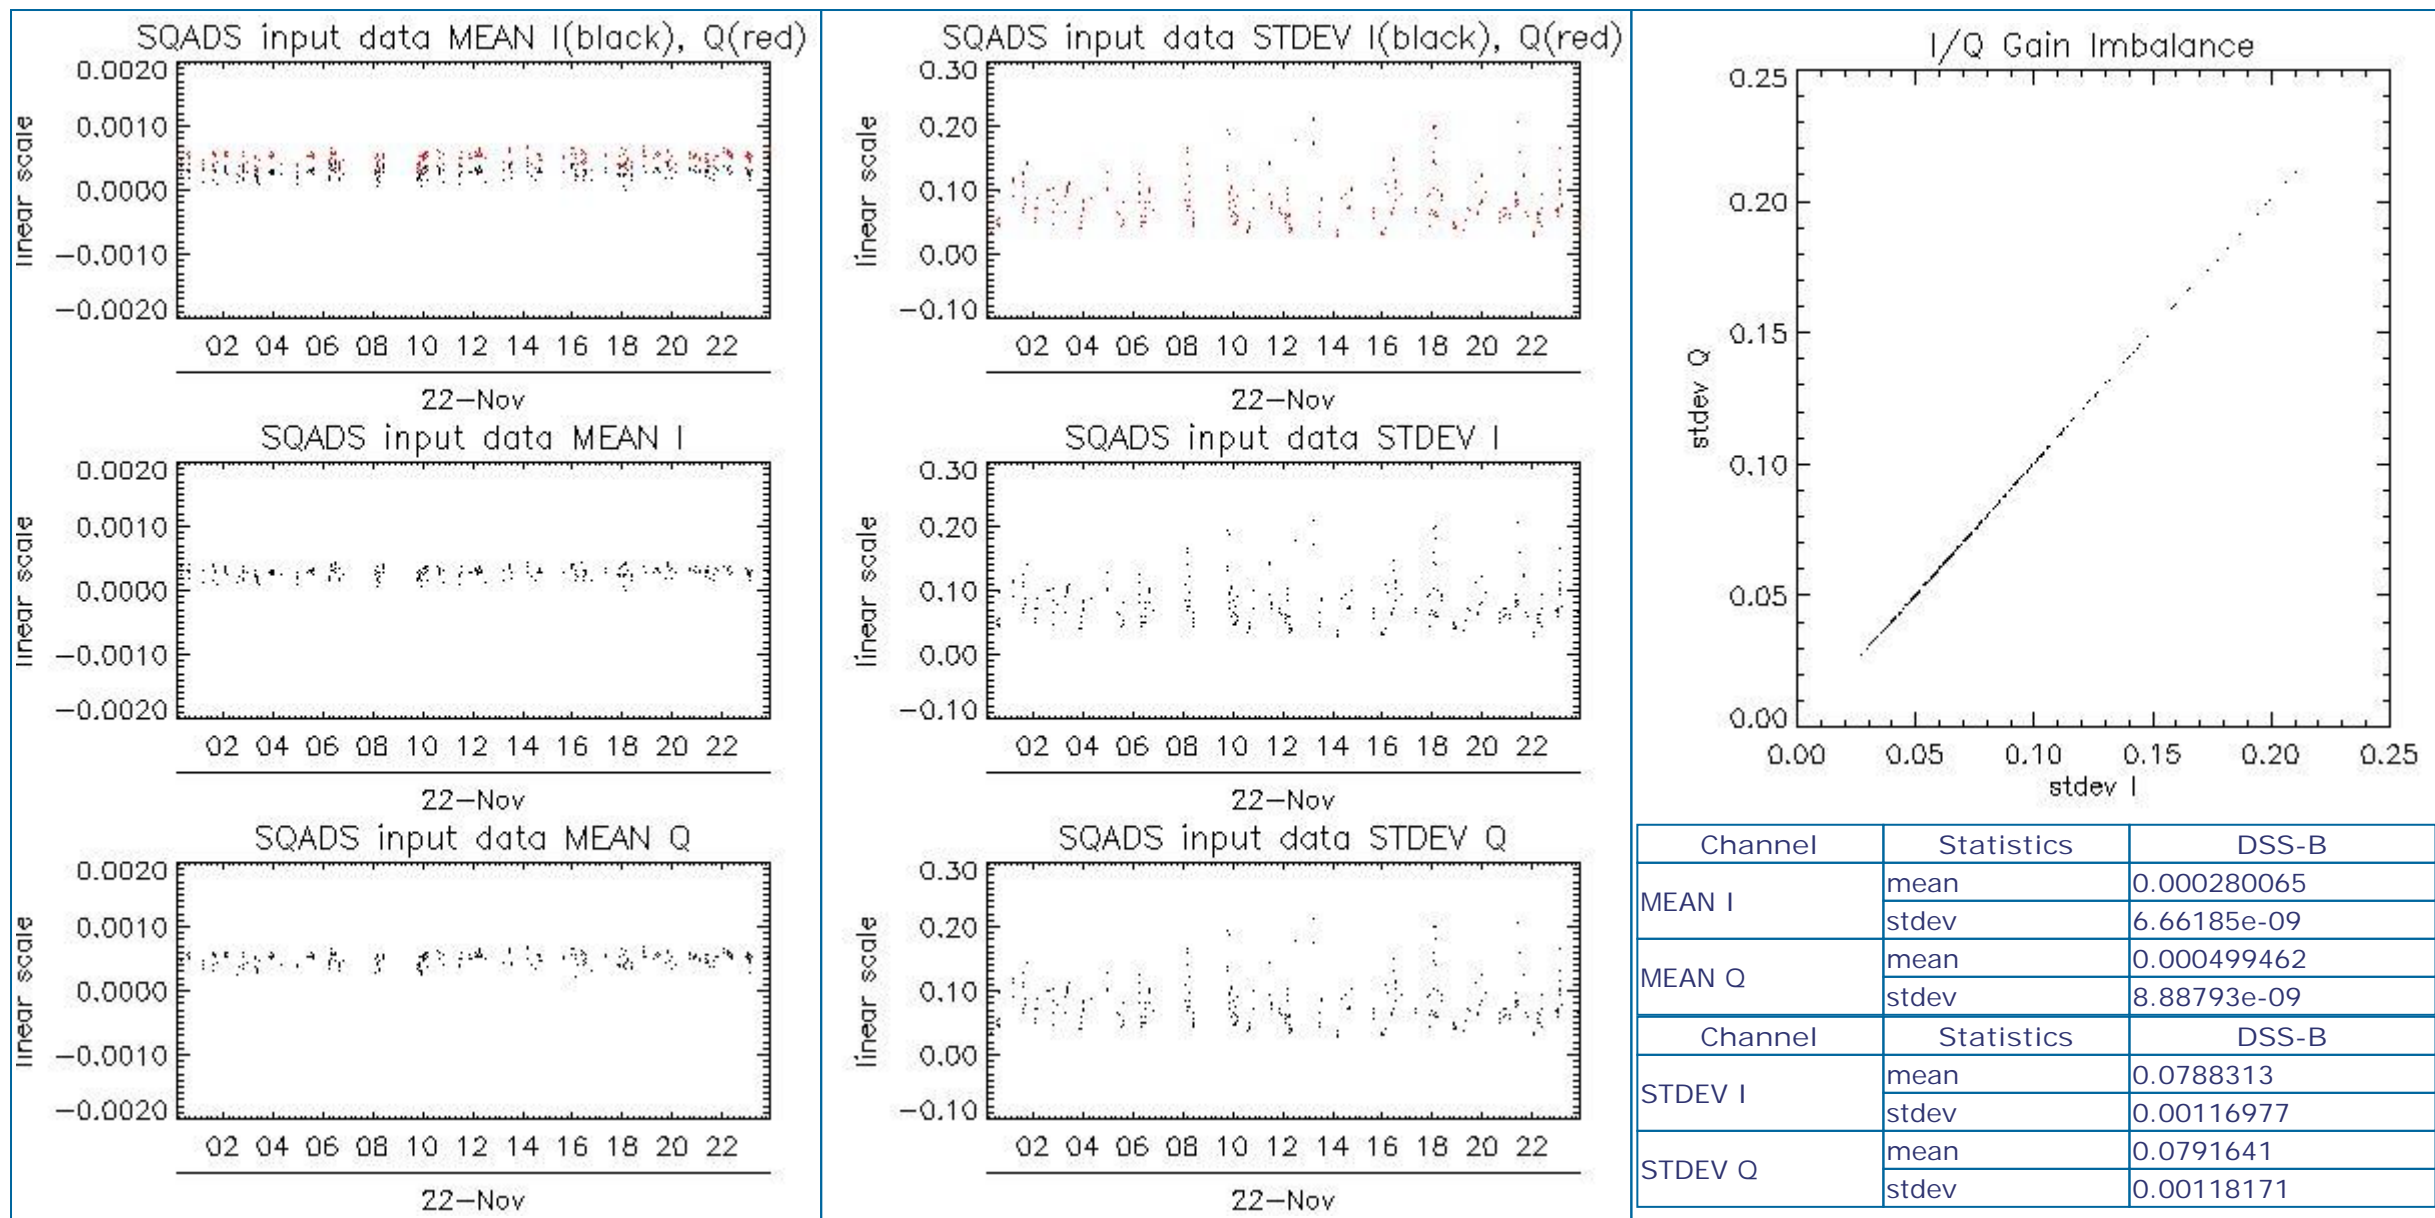 SQADS input data MEAN I(black), Q(red)
0.0020
0.0010
0.0000
−0.0010
−0.0020
linear scale
02 04 06 08 10 12 14 16 18 20 22
22−Nov
SQADS input data MEAN I
0.0020
0.0010
0.0000
−0.0010
−0.0020
linear scale
02 04 06 08 10 12 14 16 18 20 22
22−Nov
SQADS input data MEAN Q
0.0020
0.0010
0.0000
−0.0010
−0.0020
linear scale
02 04 06 08 10 12 14 16 18 20 22
22−Nov
SQADS input data STDEV I(black), Q(red)
0.30
0.20
0.10
0.00
−0.10
linear scale
02 04 06 08 10 12 14 16 18 20 22
22−Nov
SQADS input data STDEV I
0.30
0.20
0.10
0.00
−0.10
linear scale
02 04 06 08 10 12 14 16 18 20 22
22−Nov
SQADS input data STDEV Q
0.30
0.20
0.10
0.00
−0.10
linear scale
02 04 06 08 10 12 14 16 18 20 22
22−Nov
I/Q Gain Imbalance
0.25
0.20
0.15
0.10
0.05
0.00
stdev Q
0.00 0.05 0.10 0.15 0.20 0.25
stdev I
Channel Statistics DSS-B
MEAN I mean 0.000280065
stdev 6.66185e-09
MEAN Q mean 0.000499462
stdev 8.88793e-09
Channel Statistics DSS-B
STDEV I mean 0.0788313
stdev 0.00116977
STDEV Q mean 0.0791641
stdev 0.00118171